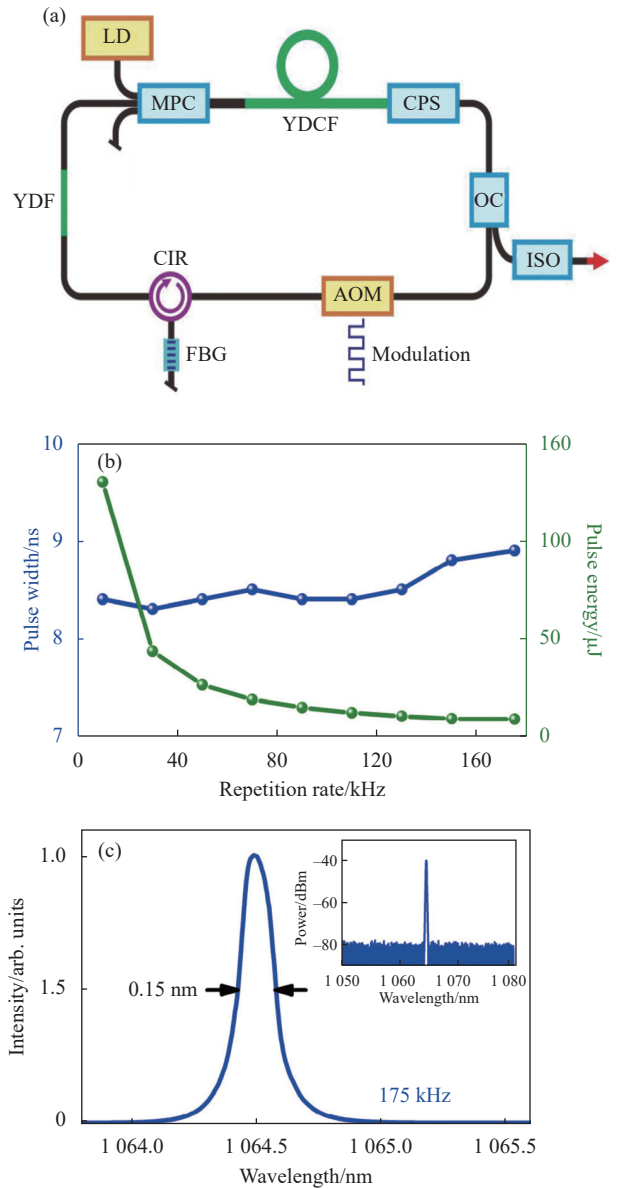 (a)
LD
MPC
YDCF
CPS
YDF
OC
CIR
ISO
AOM
FBG
Modulation
(b)
10
9
8
7
Pulse width/ns
160
100
50
0
Pulse energy/μJ
40
80
120
160
Repetition rate/kHz
(c)
1.0
1.5
0
Intensity/arb. units
0.15 nm
175 kHz
−40
−60
−80
Power/dBm
1 050
1 060
1 070
1 080
Wavelength/nm
1 064.0
1 064.5
1 065.0
1 065.5
Wavelength/nm